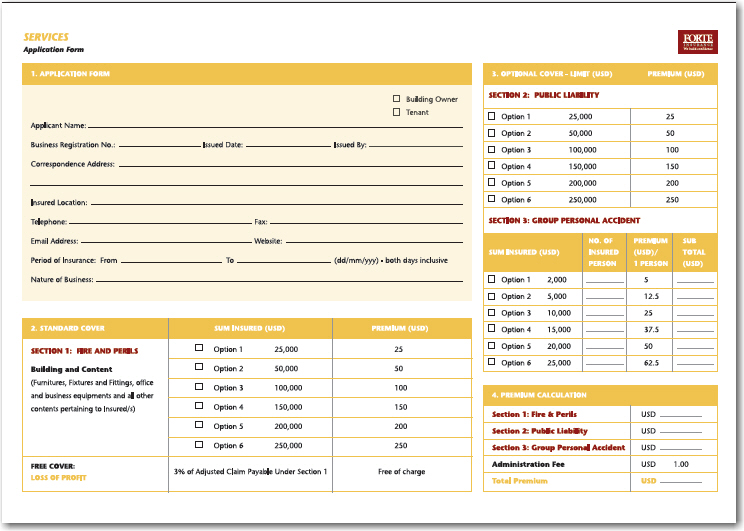 SERVICES
Application Form
FORTE
INSURANCE
1. APPLICATION FORM
Building Owner
Tenant
Applicant Name:
Business Registration No.: Issued Date: Issued By:
Correspondence Address:
Insured Location:
Telephone: Fax:
Email Address: Website:
Period of Insurance: From To (dd/mm/yyy) • both days inclusive
Nature of Business:
2. STANDARD COVER SUM INSURED (USD) PREMIUM (USD)
SECTION 1: FIRE AND PERILS
Building and Content
(Furnitures, Fixtures and Fittings, office
and business equipments and all other
contents pertaining to Insured/s)
Option 1 25,000 25
Option 2 50,000 50
Option 3 100,000 100
Option 4 150,000 150
Option 5 200,000 200
Option 6 250,000 250
FREE COVER:
LOSS OF PROFIT
3% of Adjusted Claim Payable Under Section 1 Free of charge
3. OPTIONAL COVER - LIMIT (USD) PREMIUM (USD)
SECTION 2: PUBLIC LIABILITY
Option 1 25,000 25
Option 2 50,000 50
Option 3 100,000 100
Option 4 150,000 150
Option 5 200,000 200
Option 6 250,000 250
SECTION 3: GROUP PERSONAL ACCIDENT
SUM INSURED (USD)
NO. OF
INSURED
PERSON
PREMIUM
(USD)/
1 PERSON
SUB
TOTAL
(USD)
Option 1 2,000 5
Option 2 5,000 12.5
Option 3 10,000 25
Option 4 15,000 37.5
Option 5 20,000 50
Option 6 25,000 62.5
4. PREMIUM CALCULATION
Section 1: Fire & Perils USD
Section 2: Public Liability USD
Section 3: Group Personal Accident USD
Administration Fee USD 1.00
Total Premium USD